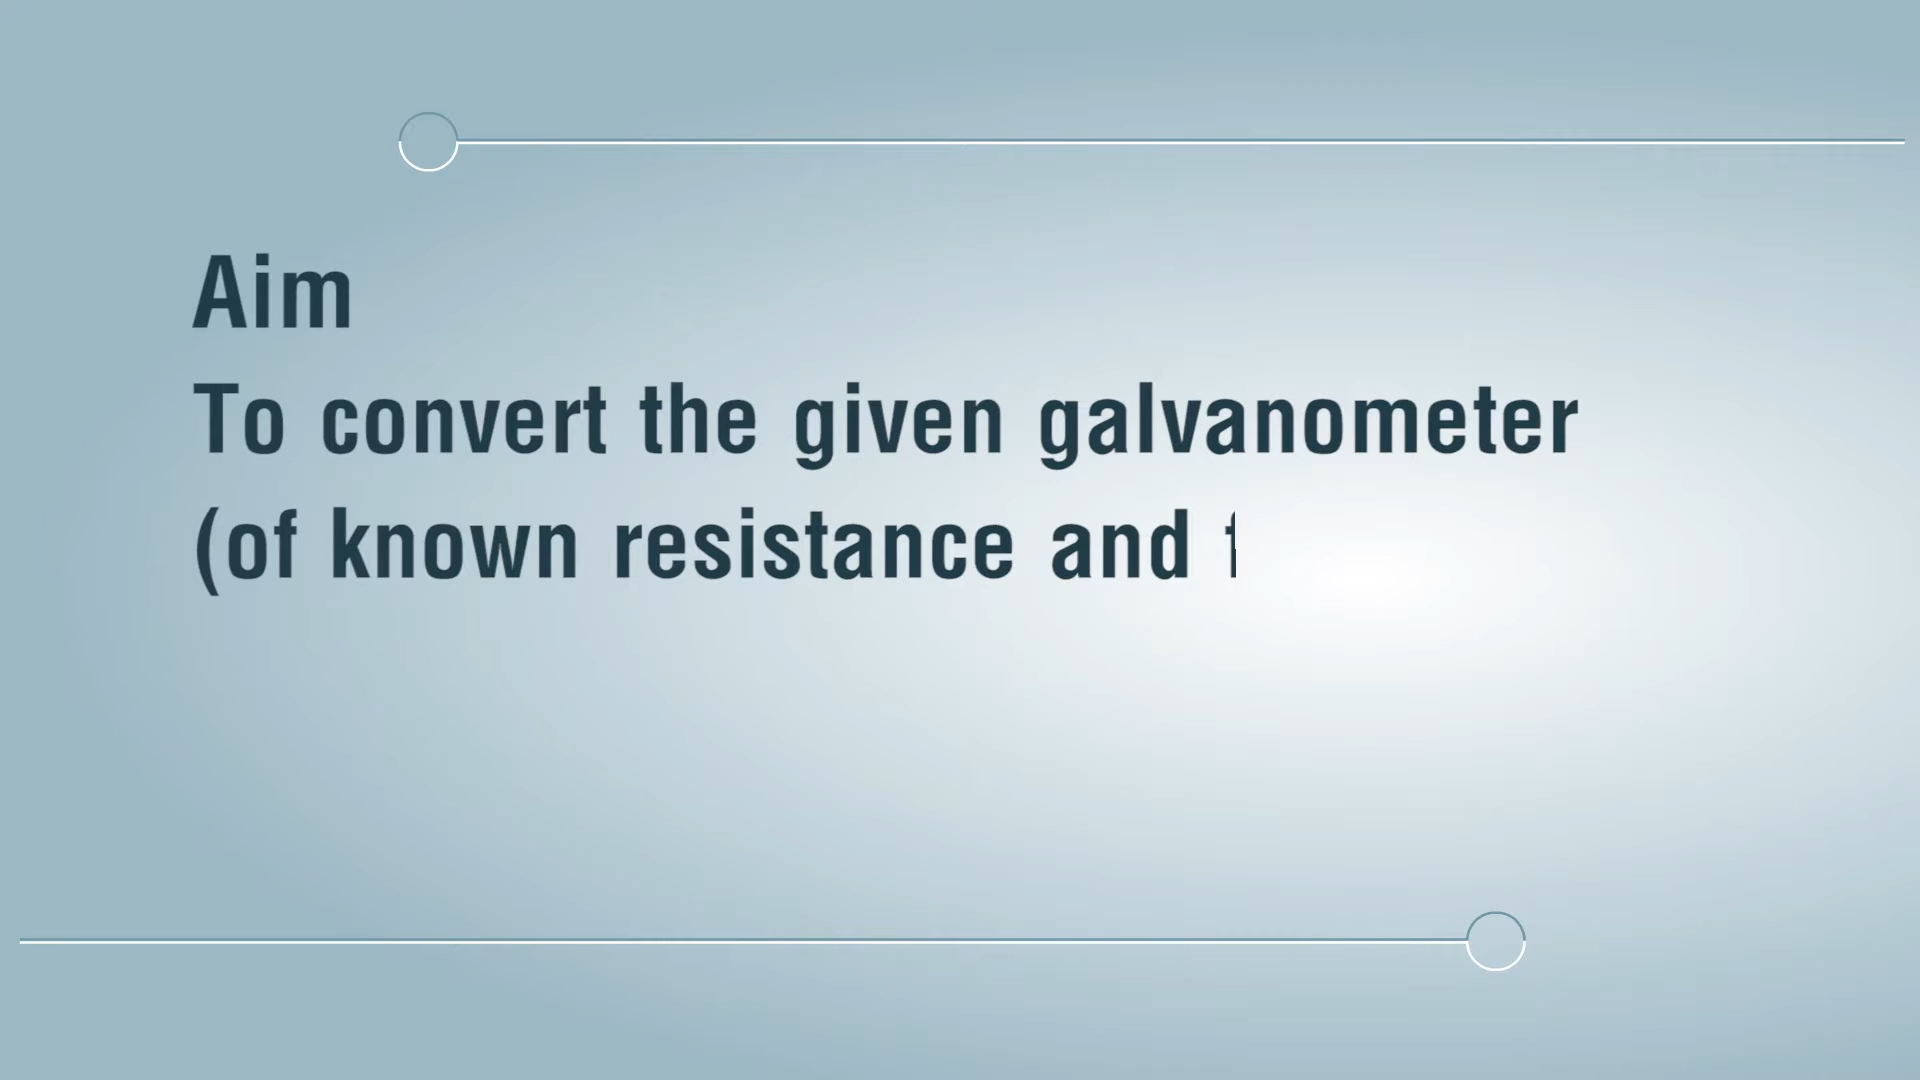 Aim
To convert the given galvanometer
(of known resistance and